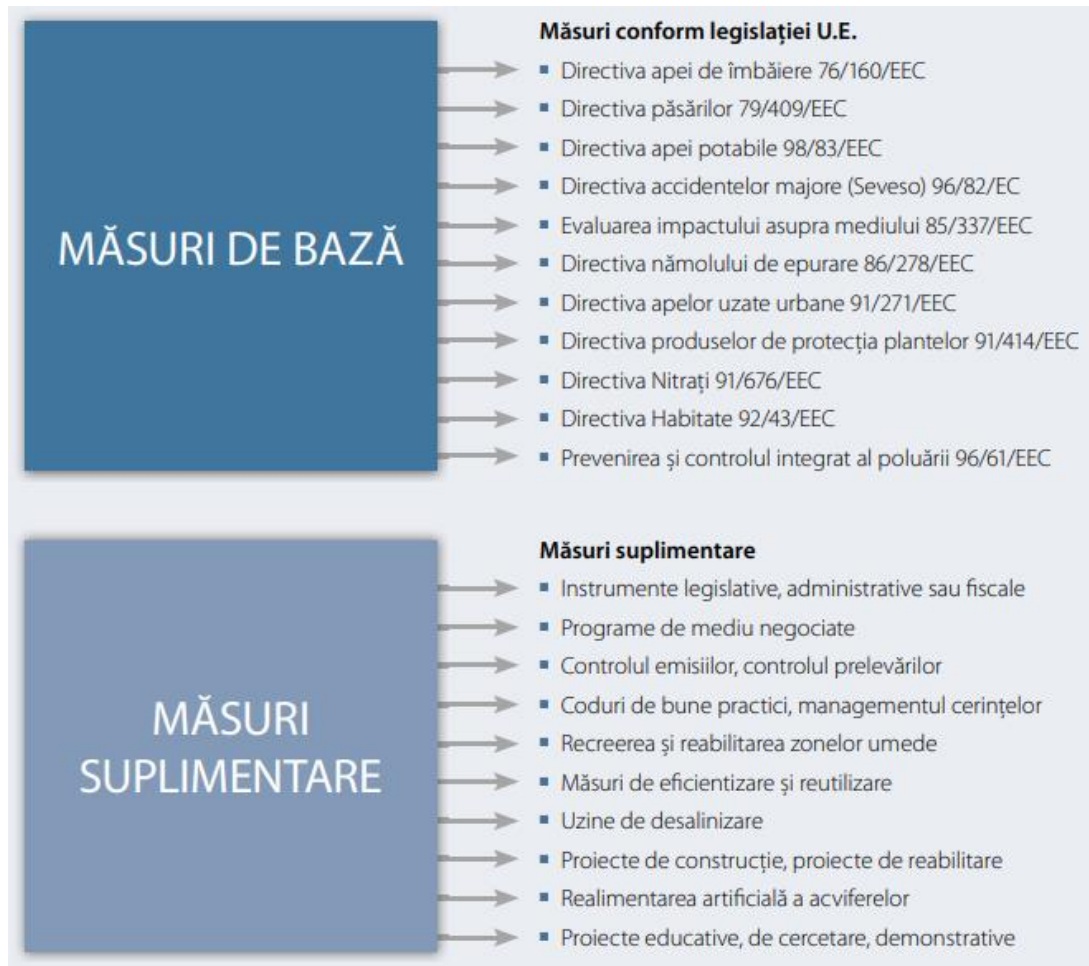 MĂSURI DE BAZĂ
Măsuri conform legislației U.E.
▪ Directiva apei de îmbăiere 76/160/EEC
▪ Directiva păsărilor 79/409/EEC
▪ Directiva apei potabile 98/83/EEC
▪ Directiva accidentelor majore (Seveso) 96/82/EC
▪ Evaluarea impactului asupra mediului 85/337/EEC
▪ Directiva nămolului de epurare 86/278/EEC
▪ Directiva apelor uzate urbane 91/271/EEC
▪ Directiva produselor de protecția plantelor 91/414/EEC
▪ Directiva Nitrați 91/676/EEC
▪ Directiva Habitate 92/43/EEC
▪ Prevenirea și controlul integrat al poluării 96/61/EEC
MĂSURI
SUPLIMENTARE
Măsuri suplimentare
▪ Instrumente legislative, administrative sau fiscale
▪ Programe de mediu negociate
▪ Controlul emisiilor, controlul prelevărilor
▪ Coduri de bune practici, managementul cerințelor
▪ Recreerea și reabilitarea zonelor umede
▪ Măsuri de eficientizare și reutilizare
▪ Uzine de desalinizare
▪ Proiecte de construcție, proiecte de reabilitare
▪ Realimentarea artificială a acviferelor
▪ Proiecte educative, de cercetare, demonstrative